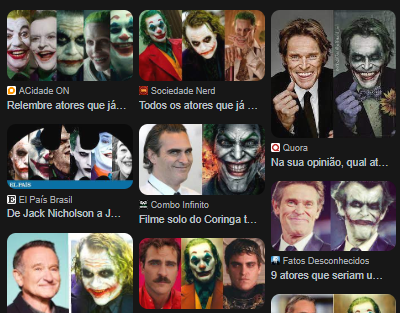 ACidade ON
Relembre atores que já...
Sociedade Nerd
Todos os atores que já ...
Quora
Na sua opinião, qual at...
EL PAÍS
El País Brasil
De Jack Nicholson a J...
Combo Infinito
Filme solo do Coringa t...
Fatos Desconhecidos
9 atores que seriam u...